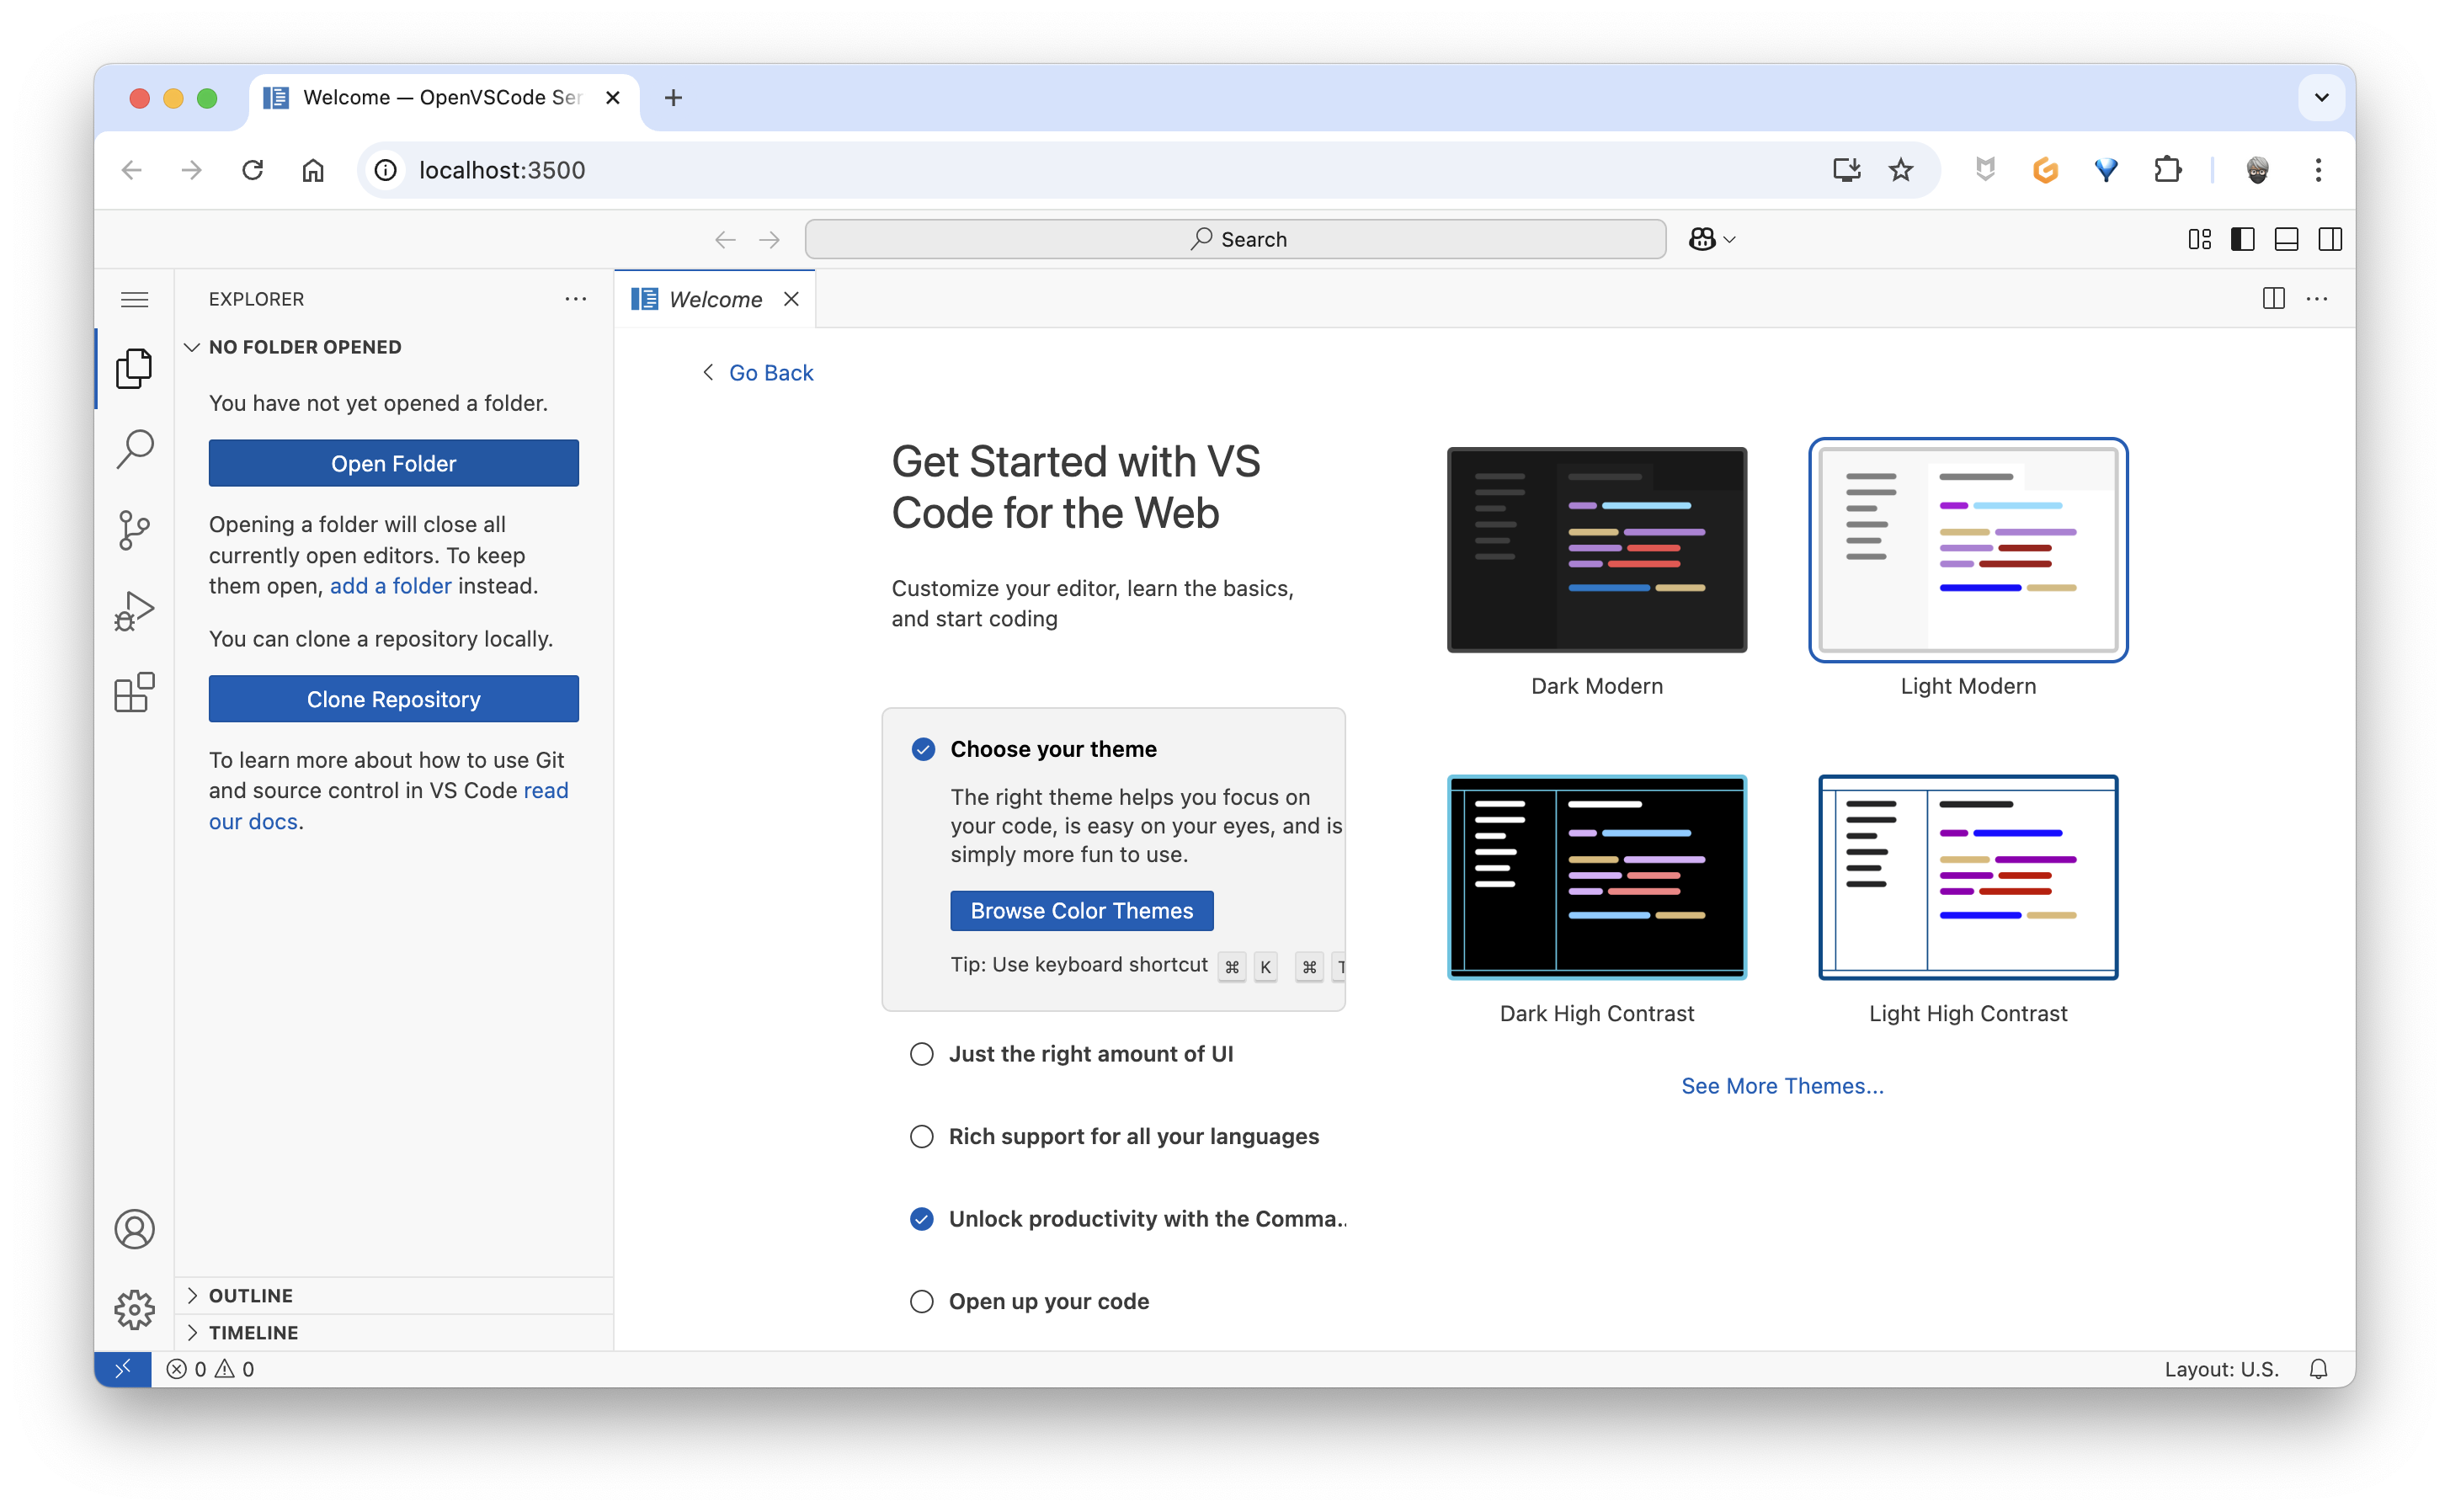 Welcome — OpenVSCode Ser
localhost:3500
Search
EXPLORER
Welcome
NO FOLDER OPENED
You have not yet opened a folder.
Open Folder
Opening a folder will close all
currently open editors. To keep
them open, add a folder instead.
You can clone a repository locally.
Clone Repository
To learn more about how to use Git
and source control in VS Code read
our docs.
OUTLINE
TIMELINE
Go Back
Get Started with VS
Code for the Web
Customize your editor, learn the basics,
and start coding
Choose your theme
The right theme helps you focus on
your code, is easy on your eyes, and is
simply more fun to use.
Browse Color Themes
Tip: Use keyboard shortcut ⌘ K ⌘ T
Just the right amount of UI
Rich support for all your languages
Unlock productivity with the Comma..
Open up your code
Dark Modern
Light Modern
Dark High Contrast
Light High Contrast
See More Themes...
0 0
Layout: U.S.